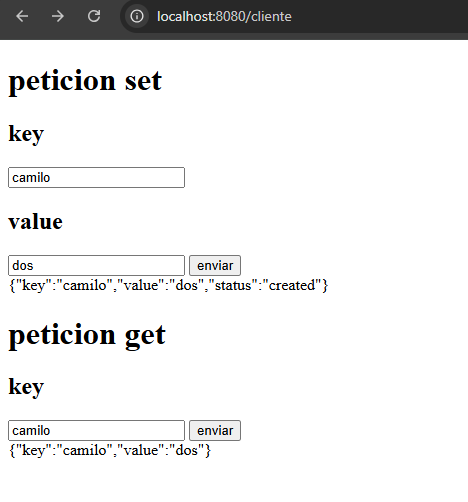 localhost:8080/cliente
peticion set
key
camilo
value
dos enviar
{"key":"camilo","value":"dos","status":"created"}
peticion get
key
camilo enviar
{"key":"camilo","value":"dos"}